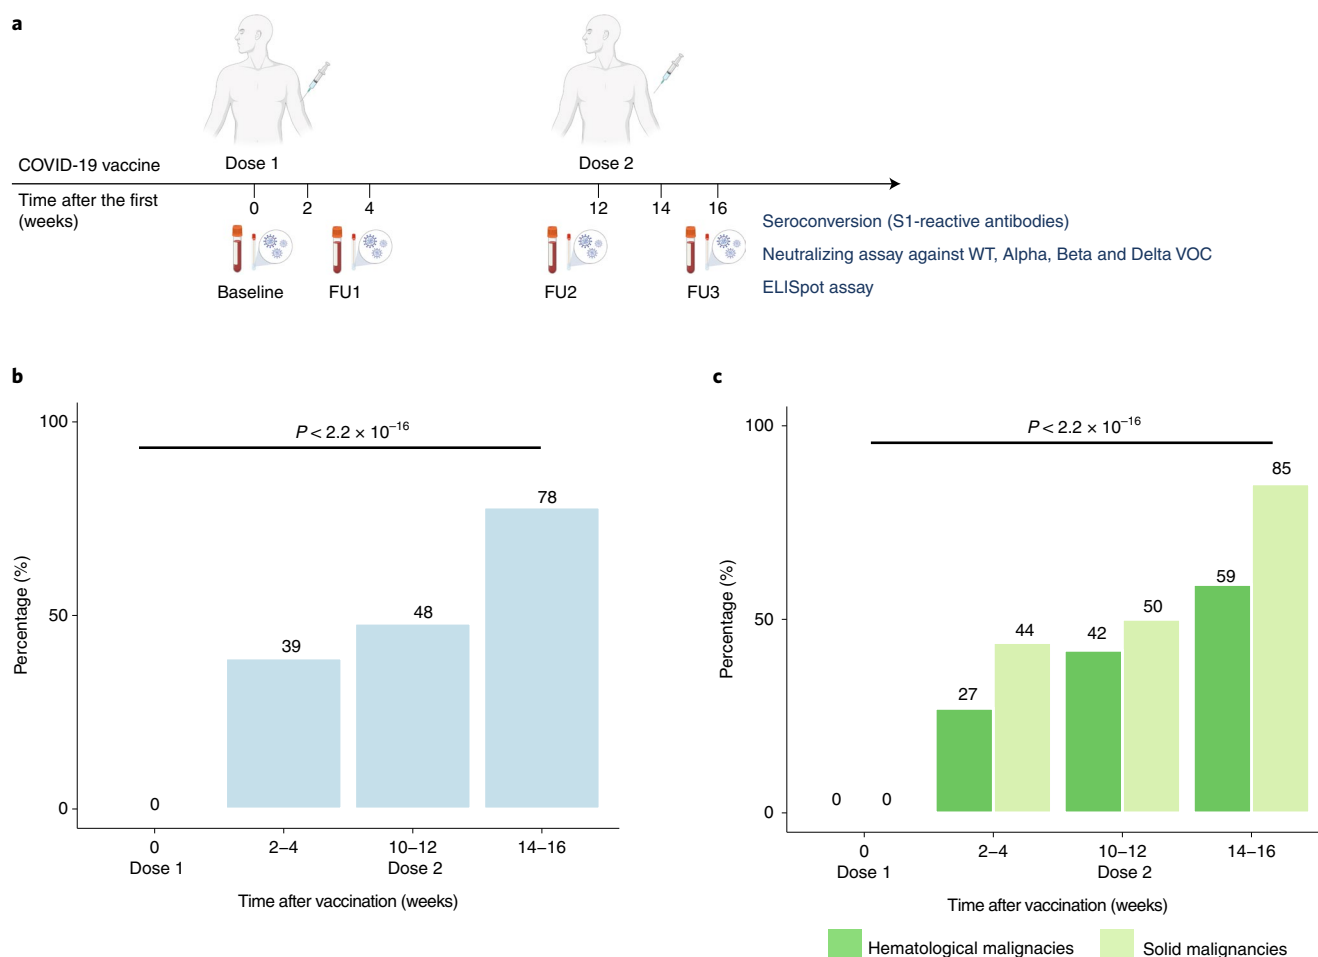 a
COVID-19 vaccine
Dose 1
Dose 2
Time after the first
(weeks)
0
2
4
12
14
16
Baseline
FU1
FU2
FU3
Seroconversion (S1-reactive antibodies)
Neutralizing assay against WT, Alpha, Beta and Delta VOC
ELISpot assay
b
Percentage (%)
100
50
0
P < 2.2 × 10⁻¹⁶
0
39
48
78
0
2–4
10–12
14–16
Dose 1
Dose 2
Time after vaccination (weeks)
c
Percentage (%)
100
50
0
P < 2.2 × 10⁻¹⁶
0
0
27
44
42
50
59
85
0
2–4
10–12
14–16
Dose 1
Dose 2
Time after vaccination (weeks)
Hematological malignacies
Solid malignancies